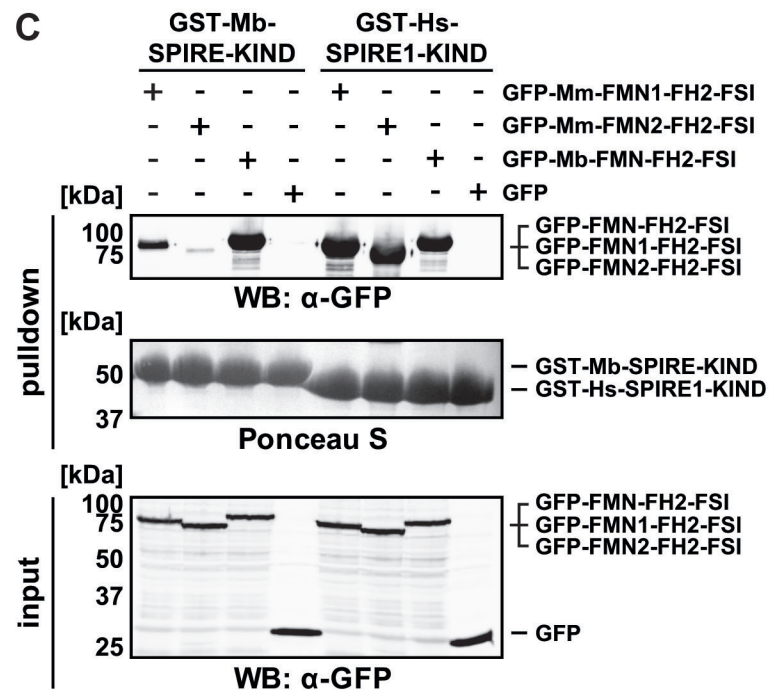 C
GST-Mb-
SPIRE-KIND
GST-Hs-
SPIRE1-KIND
+ - - - + - - - GFP-Mm-FMN1-FH2-FSI
- + - - - + - - GFP-Mm-FMN2-FH2-FSI
- - + - - - + - GFP-Mb-FMN-FH2-FSI
[kDa] - - - + - - - + GFP
100
75
GFP-FMN-FH2-FSI
GFP-FMN1-FH2-FSI
GFP-FMN2-FH2-FSI
WB: α-GFP
pulldown
[kDa]
50
37
GST-Mb-SPIRE-KIND
GST-Hs-SPIRE1-KIND
Ponceau S
[kDa]
100
75
50
37
25
GFP-FMN-FH2-FSI
GFP-FMN1-FH2-FSI
GFP-FMN2-FH2-FSI
GFP
input
WB: α-GFP